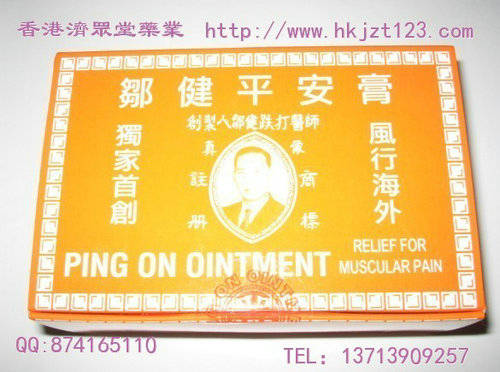 香港濟眾堂藥業 http://www.hkjzt123.com
鄒健平安膏
創製人鄒健跌打醫師
獨家首創
真
註冊
商標
風行海外
PING ON OINTMENT
RELIEF FOR
MUSCULAR PAIN
QQ:874165110
TEL: 13713909257